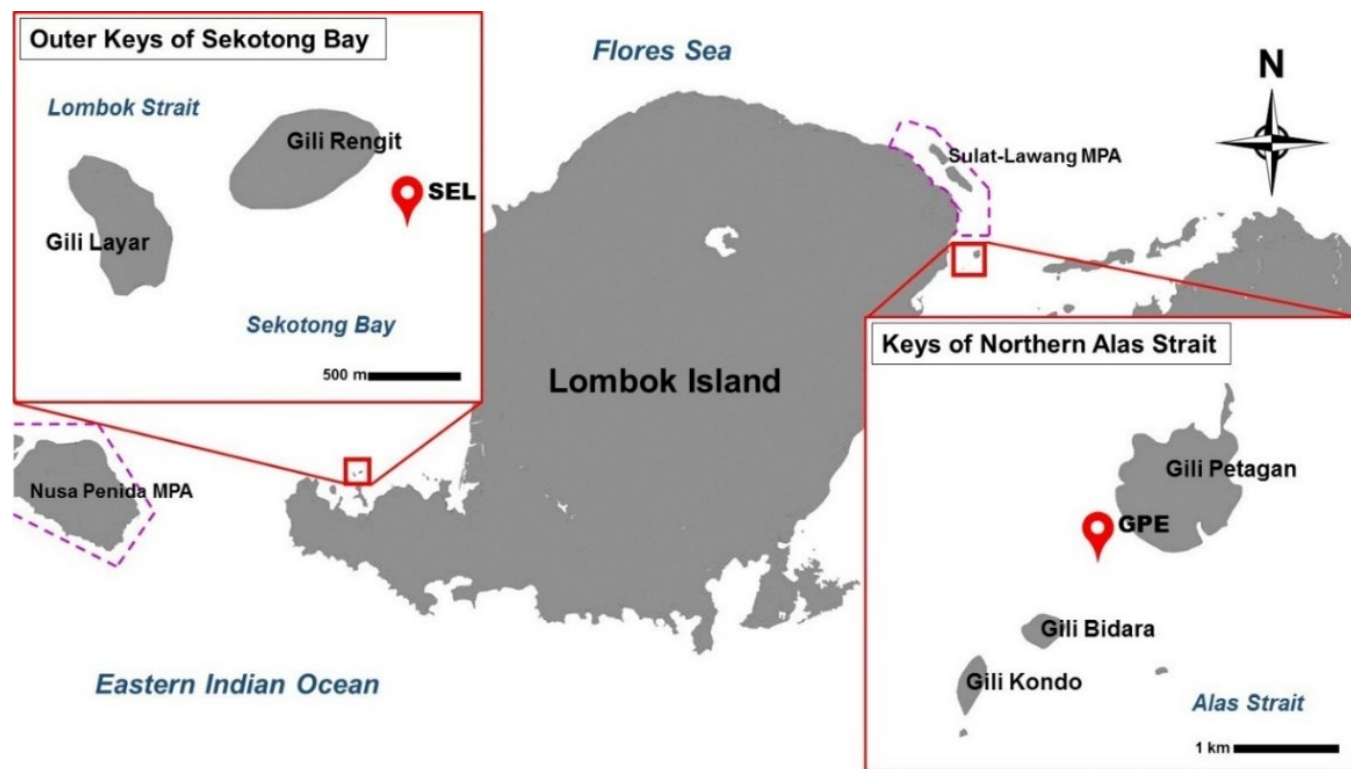 Outer Keys of Sekotong Bay
Lombok Strait
Gili Rengit
SEL
Gili Layar
Sekotong Bay
500 m
Flores Sea
N
Sulat-Lawang MPA
Lombok Island
Nusa Penida MPA
Eastern Indian Ocean
Keys of Northern Alas Strait
Gili Petagan
GPE
Gili Bidara
Gili Kondo
Alas Strait
1 km